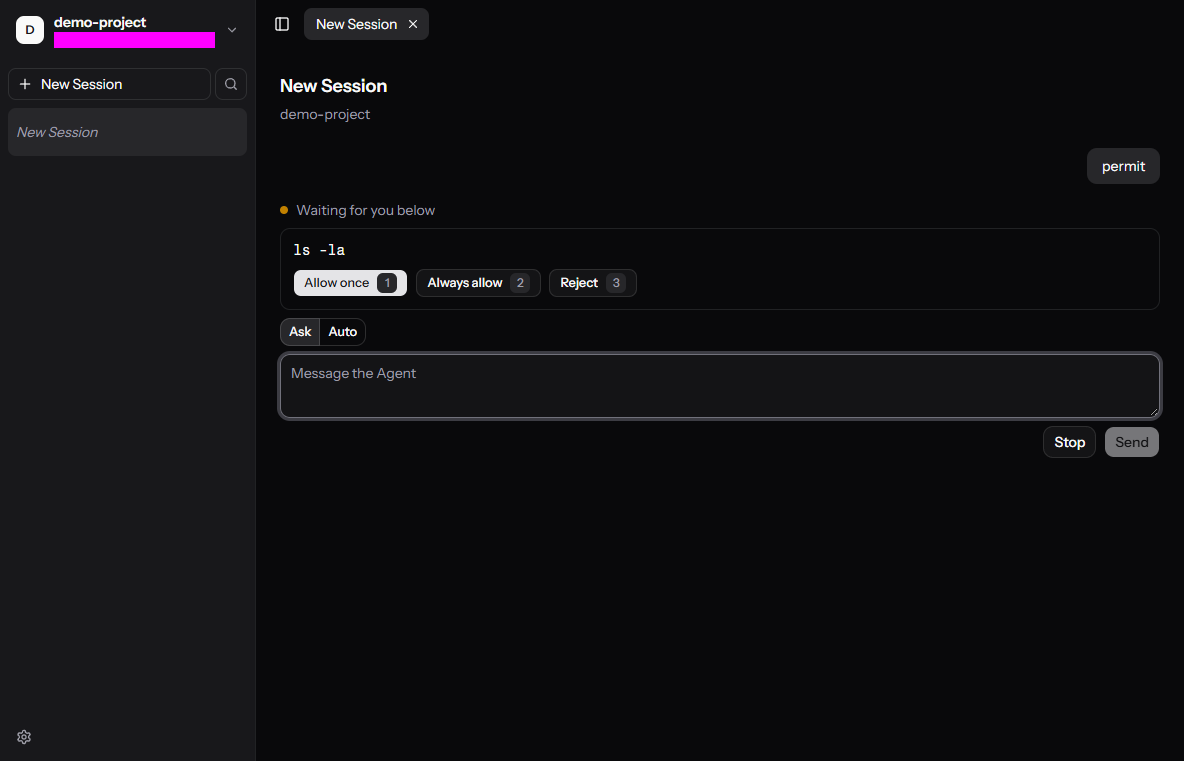 D
demo-project
New Session
New Session
New Session
New Session
demo-project
permit
Waiting for you below
ls -la
Allow once 1
Always allow 2
Reject 3
Ask
Auto
Message the Agent
Stop
Send